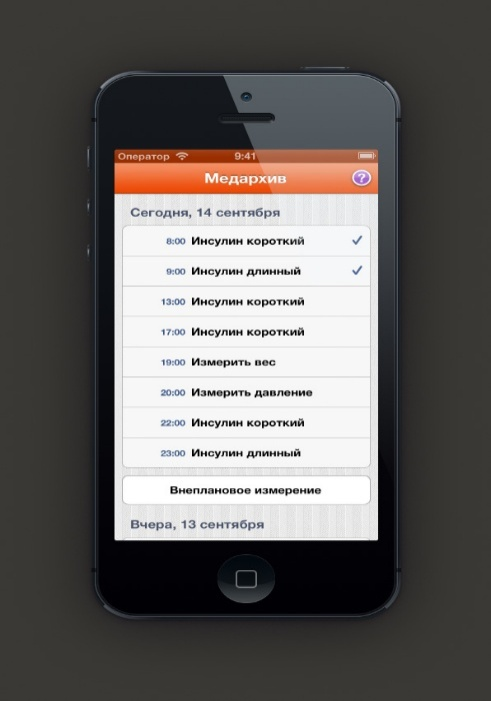 Оператор 9:41
Медархив ?
Сегодня, 14 сентября
8:00 Инсулин короткий
9:00 Инсулин длинный
13:00 Инсулин короткий
17:00 Инсулин короткий
19:00 Измерить вес
20:00 Измерить давление
22:00 Инсулин короткий
23:00 Инсулин длинный
Внеплановое измерение
Вчера, 13 сентября